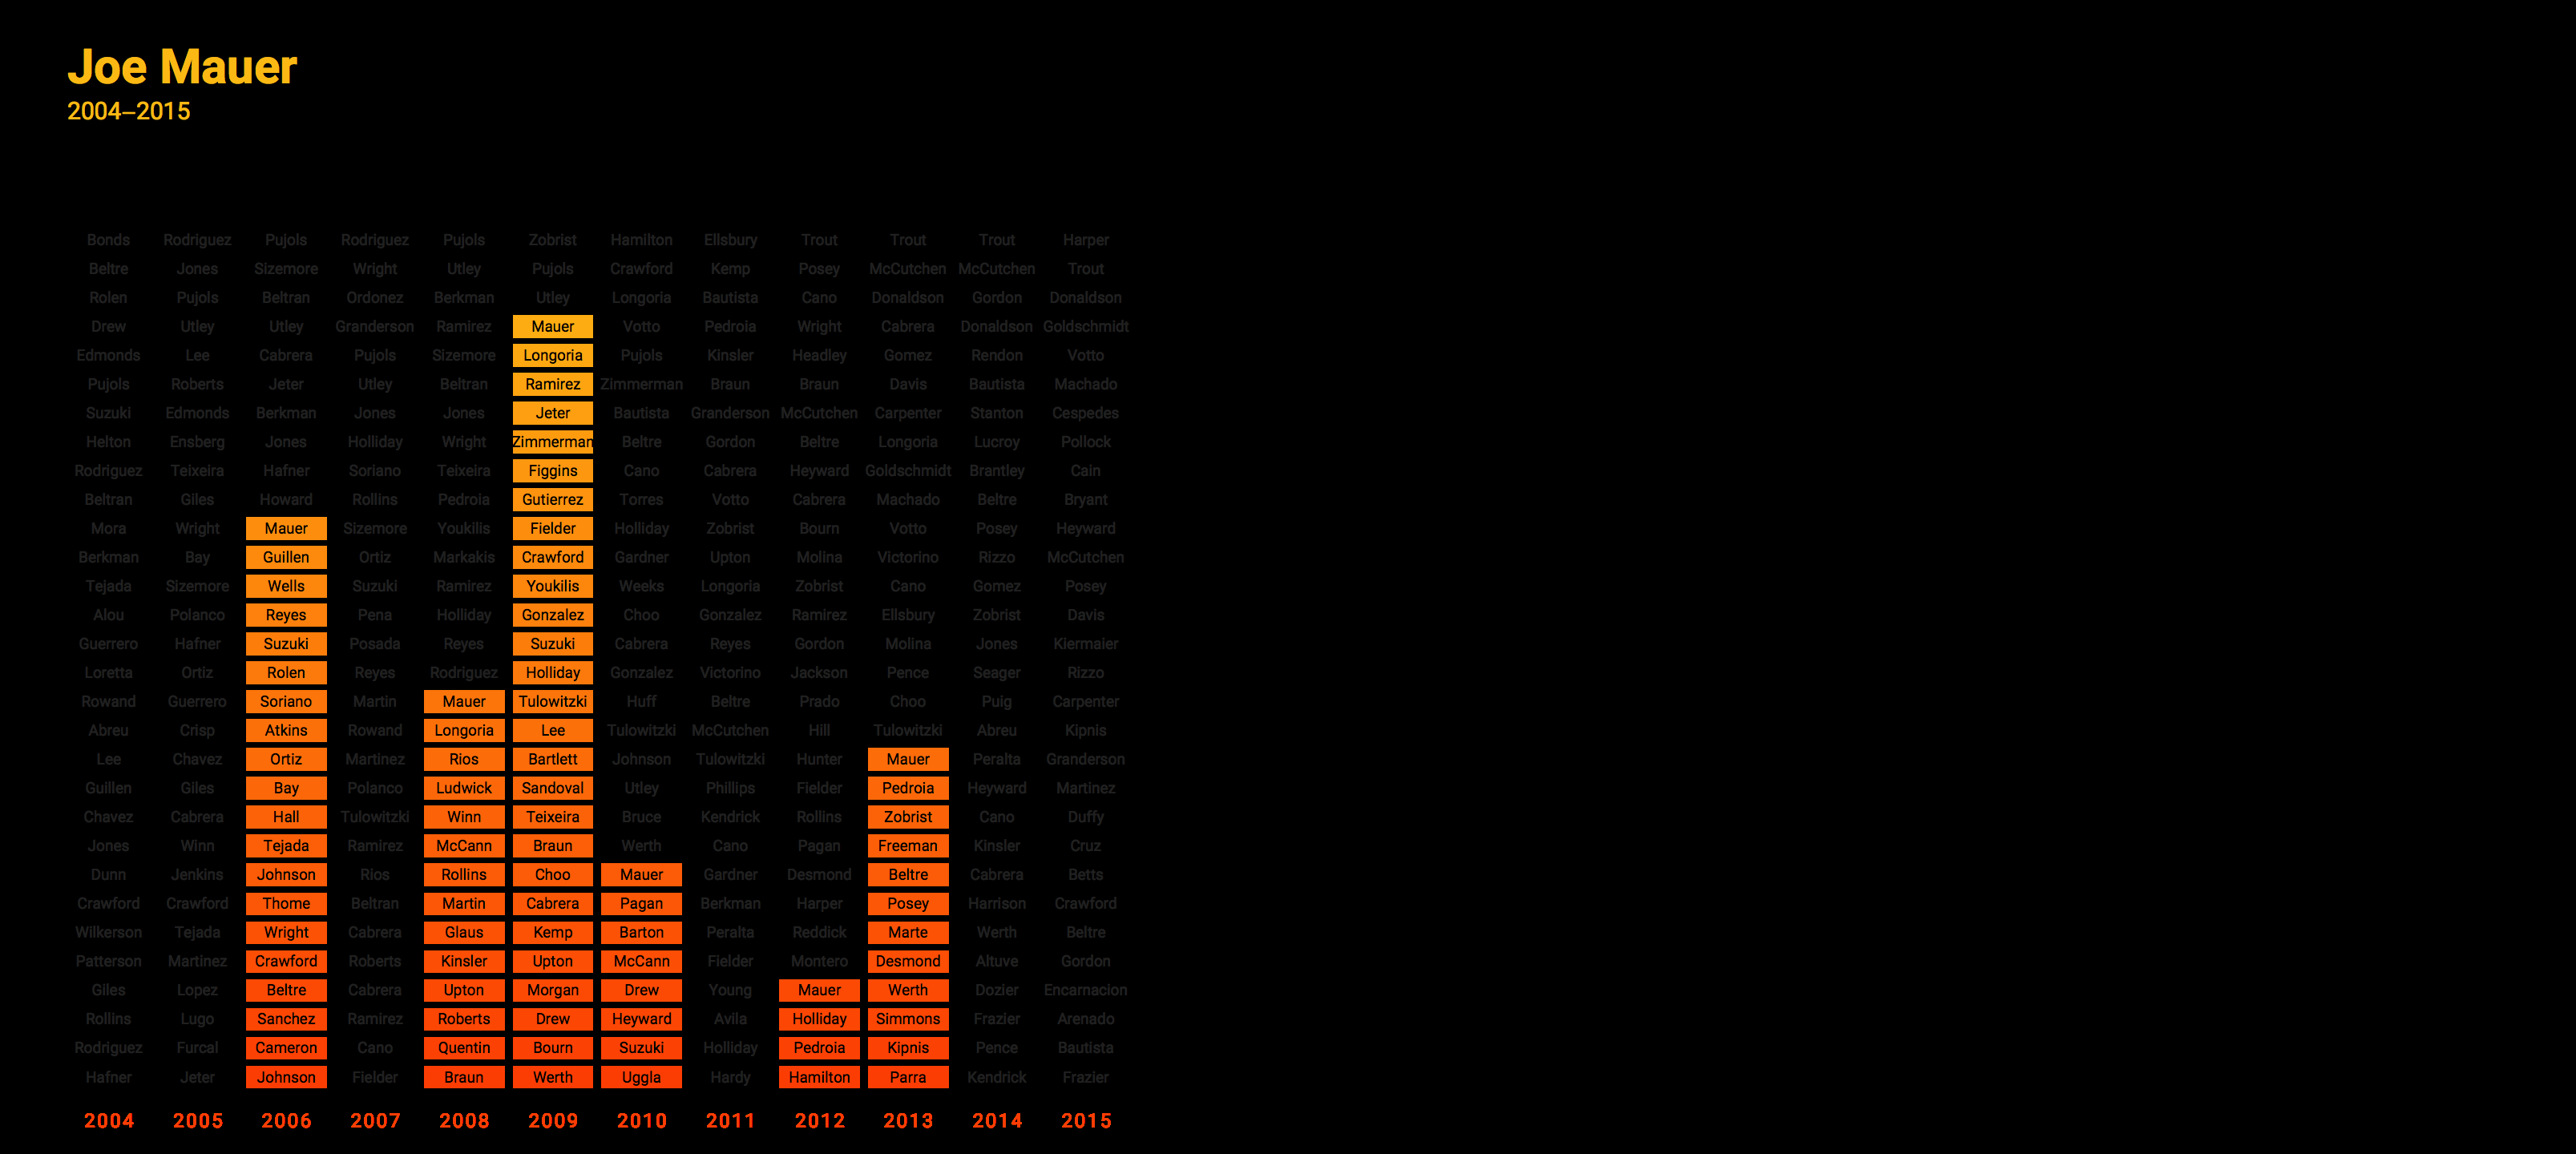 Joe Mauer
2004–2015
Bonds Rodriguez Pujols Rodriguez Pujols Zobrist Hamilton Ellsbury Trout Trout Trout Harper
Beltre Jones Sizemore Wright Utley Pujols Crawford Kemp Posey McCutchen McCutchen Trout
Rolen Pujols Beltran Ordonez Berkman Utley Longoria Bautista Cano Donaldson Gordon Donaldson
Drew Utley Utley Granderson Ramirez Mauer Votto Pedroia Wright Cabrera Donaldson Goldschmidt
Edmonds Lee Cabrera Pujols Sizemore Longoria Pujols Kinsler Headley Gomez Rendon Votto
Pujols Roberts Jeter Utley Beltran Ramirez Zimmerman Braun Braun Davis Bautista Machado
Suzuki Edmonds Berkman Jones Jones Jeter Bautista Granderson McCutchen Carpenter Stanton Cespedes
Helton Ensberg Jones Holliday Wright Zimmerman Beltre Gordon Beltre Longoria Lucroy Pollock
Rodriguez Teixeira Hafner Soriano Teixeira Figgins Cano Cabrera Heyward Goldschmidt Brantley Cain
Beltran Giles Howard Rollins Pedroia Gutierrez Torres Votto Cabrera Machado Beltre Bryant
Mora Wright Mauer Sizemore Youkilis Fielder Holliday Zobrist Bourn Votto Posey Heyward
Berkman Bay Guillen Ortiz Markakis Crawford Gardner Upton Molina Victorino Rizzo McCutchen
Tejada Sizemore Wells Suzuki Ramirez Youkilis Weeks Longoria Zobrist Cano Gomez Posey
Alou Polanco Reyes Pena Holliday Gonzalez Choo Gonzalez Ramirez Ellsbury Zobrist Davis
Guerrero Hafner Suzuki Posada Reyes Suzuki Cabrera Reyes Gordon Molina Jones Kiermaier
Loretta Ortiz Rolen Reyes Rodriguez Holliday Gonzalez Victorino Jackson Pence Seager Rizzo
Rowand Guerrero Soriano Martin Mauer Tulowitzki Huff Beltre Prado Choo Puig Carpenter
Abreu Crisp Atkins Rowand Longoria Lee Tulowitzki McCutchen Hill Tulowitzki Abreu Kipnis
Lee Chavez Ortiz Martinez Rios Bartlett Johnson Tulowitzki Hunter Mauer Peralta Granderson
Guillen Giles Bay Polanco Ludwick Sandoval Utley Phillips Fielder Pedroia Heyward Martinez
Chavez Cabrera Hall Tulowitzki Winn Teixeira Bruce Kendrick Rollins Zobrist Cano Duffy
Jones Winn Tejada Ramirez McCann Braun Werth Cano Pagan Freeman Kinsler Cruz
Dunn Jenkins Johnson Rios Rollins Choo Mauer Gardner Desmond Beltre Cabrera Betts
Crawford Crawford Thome Beltran Martin Cabrera Pagan Berkman Harper Posey Harrison Crawford
Wilkerson Tejada Wright Cabrera Glaus Kemp Barton Peralta Reddick Marte Werth Beltre
Patterson Martinez Crawford Roberts Kinsler Upton McCann Fielder Montero Desmond Altuve Gordon
Giles Lopez Beltre Cabrera Upton Morgan Drew Young Mauer Werth Dozier Encarnacion
Rollins Lugo Sanchez Ramirez Roberts Drew Heyward Avila Holliday Simmons Frazier Arenado
Rodriguez Furcal Cameron Cano Quentin Bourn Suzuki Holliday Pedroia Kipnis Pence Bautista
Hafner Jeter Johnson Fielder Braun Werth Uggla Hardy Hamilton Parra Kendrick Frazier
2004 2005 2006 2007 2008 2009 2010 2011 2012 2013 2014 2015